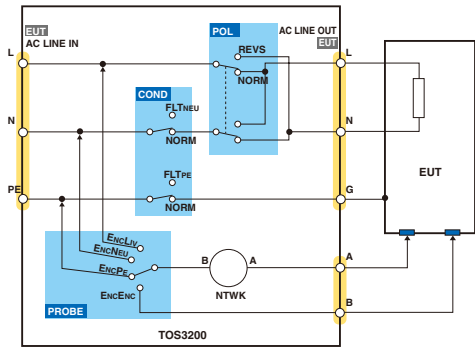 EUT
AC LINE IN
POL
AC LINE OUT
EUT
L
REVS
L
NORM
COND
FLTNEU
N
NORM
N
FLTPE
PE
NORM
G
EUT
ENCLIV
ENCNEU
ENCPE
B
A
A
NTWK
ENCENC
B
PROBE
TOS3200